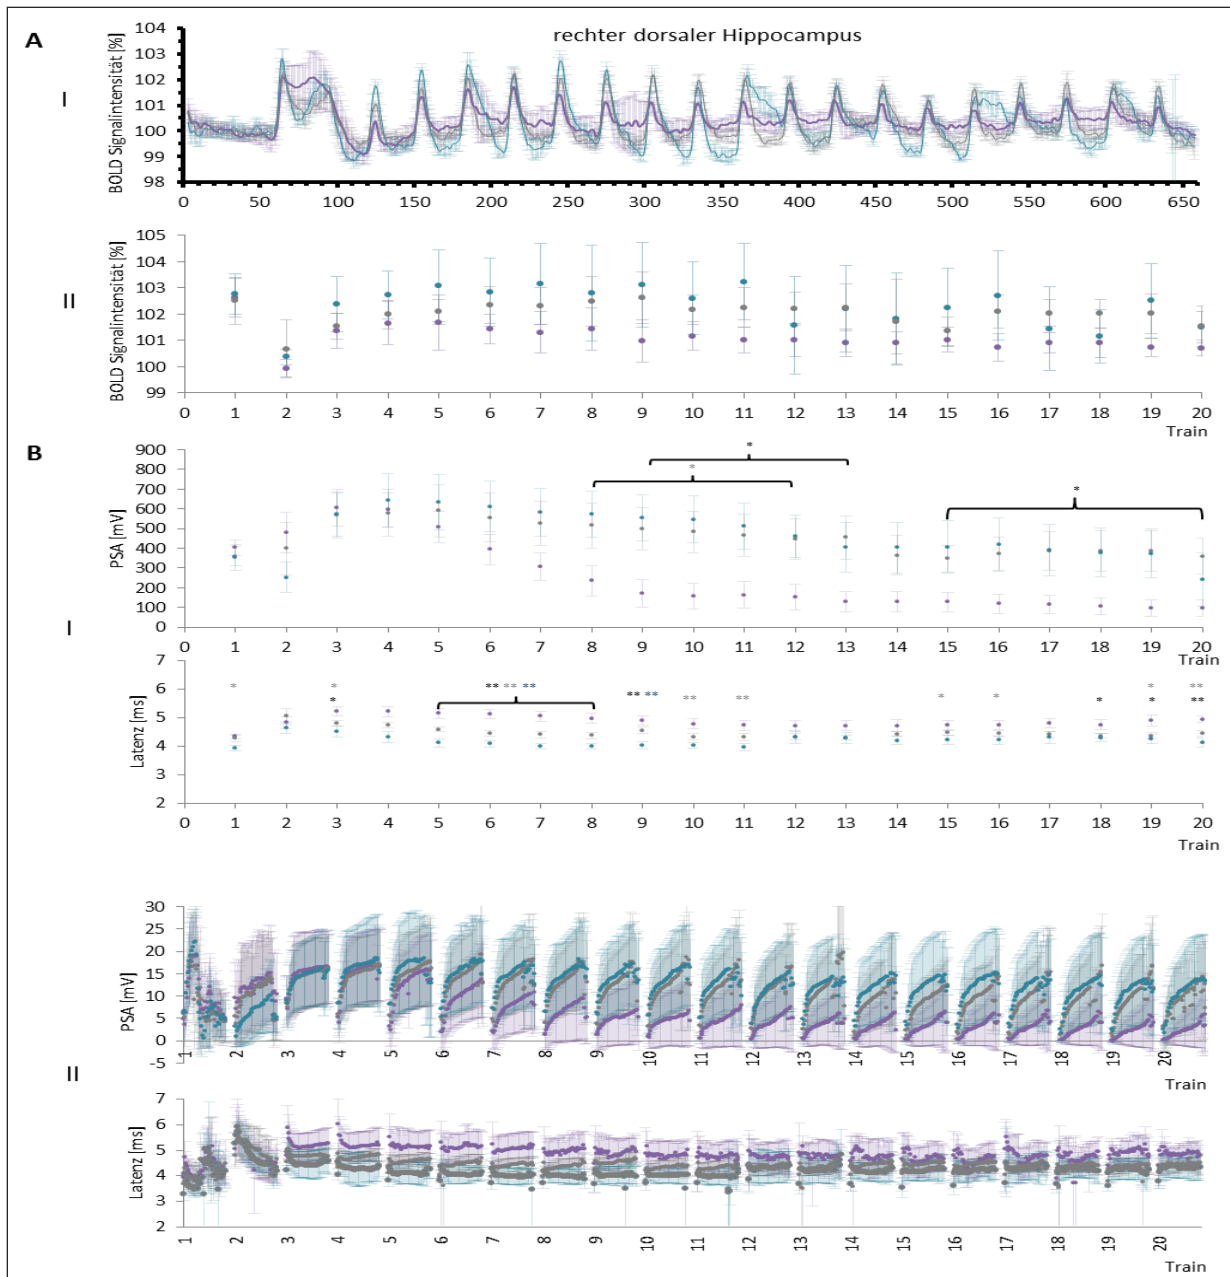 A
rechter dorsaler Hippocampus
I
BOLD Signalintensität [%]
104
103
102
101
100
99
98
0 50 100 150 200 250 300 350 400 450 500 550 600 650
II
BOLD Signalintensität [%]
105
104
103
102
101
100
99
0 1 2 3 4 5 6 7 8 9 10 11 12 13 14 15 16 17 18 19 20
Train
B
I
PSA [mV]
900
800
700
600
500
400
300
200
100
0
* * *
0 1 2 3 4 5 6 7 8 9 10 11 12 13 14 15 16 17 18 19 20
Train
Latenz [ms]
7
6
5
4
3
2
* * ** ** ** ** ** ** ** * * * * **
* * **
0 1 2 3 4 5 6 7 8 9 10 11 12 13 14 15 16 17 18 19 20
Train
II
PSA [mV]
30
25
20
15
10
5
0
-5
1 2 3 4 5 6 7 8 9 10 11 12 13 14 15 16 17 18 19 20
Train
Latenz [ms]
7
6
5
4
3
2
1 2 3 4 5 6 7 8 9 10 11 12 13 14 15 16 17 18 19 20
Train